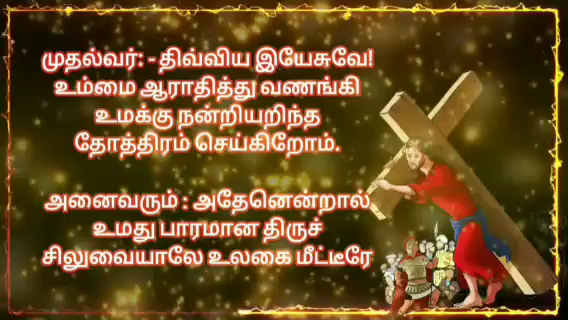 முதல்வர்: - திவ்விய இயேசுவே!
உம்மை ஆராதித்து வணங்கி
உமக்கு நன்றியறிந்த
தோத்திரம் செய்கிறோம்.
அனைவரும் : அதேனென்றால்
உமது பாரமான திருச்
சிலுவையாலே உலகை மீட்டீரே